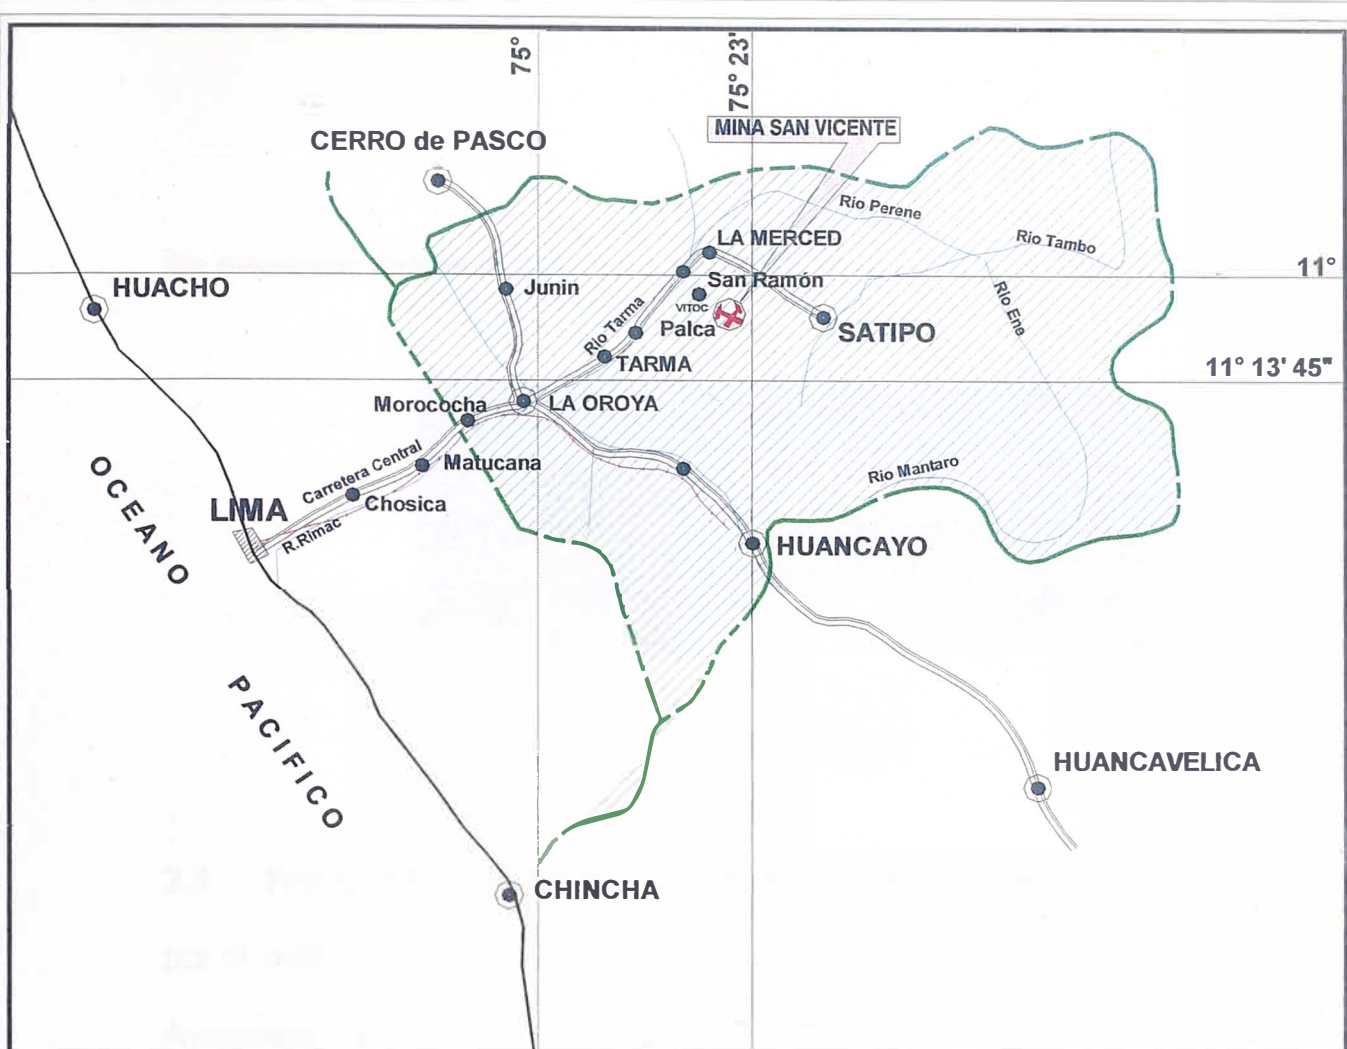 75°
75° 23'
MINA SAN VICENTE
CERRO de PASCO
Rio Perene
LA MERCED
Rio Tambo
11°
HUACHO
Junin
San Ramón
VITOC
Rio Ene
Rio Tarma
Palca
SATIPO
TARMA
11° 13' 45"
Morococha
LA OROYA
Carretera Central
Matucana
Rio Mantaro
Chosica
LIMA
R.Rimac
HUANCAYO
OCEANO
PACIFICO
HUANCAVELICA
CHINCHA
2.3